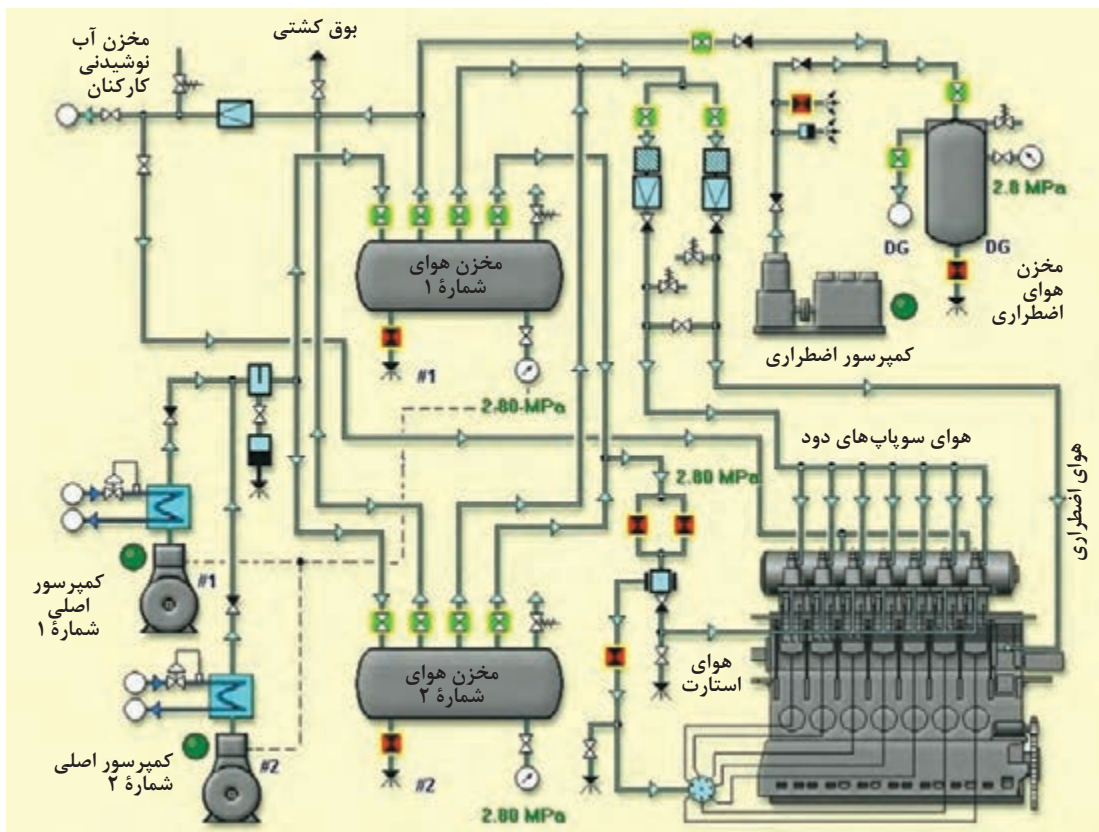 مخزن آب
نوشیدنی
کارکنان
بوق کشتی
2.8 MPa
DG
DG
مخزن
هوای
اضطراری
کمپرسور اضطراری
مخزن هوای
شمارهٔ ۱
#1
2.80 MPa
هوای سوپاپ‌های دود
هوای اضطراری
2.80 MPa
#1
کمپرسور
اصلی
شمارهٔ ۱
هوای
استارت
مخزن هوای
شمارهٔ ۲
#2
کمپرسور اصلی
شمارهٔ ۲
#2
2.80 MPa